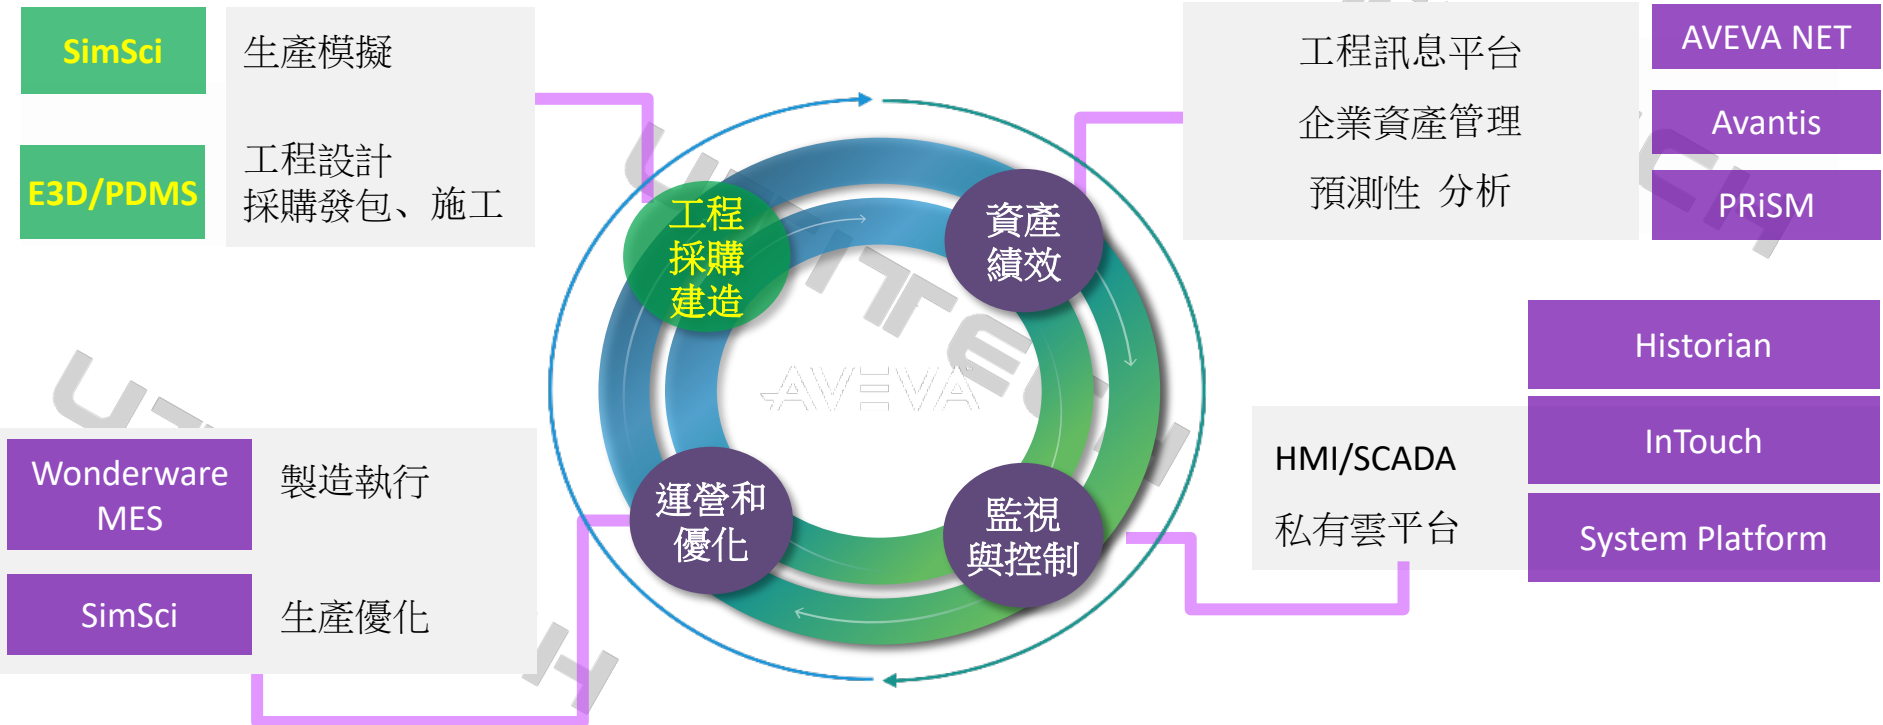 SimSci
生產模擬
E3D/PDMS
工程設計
採購發包、施工
工程
採購
建造
資產
績效
工程訊息平台
AVEVA NET
企業資產管理
Avantis
預測性 分析
PRiSM
AVEVA
UNITECH
Wonderware
MES
製造執行
SimSci
生產優化
運營和
優化
監視
與控制
HMI/SCADA
私有雲平台
Historian
InTouch
System Platform